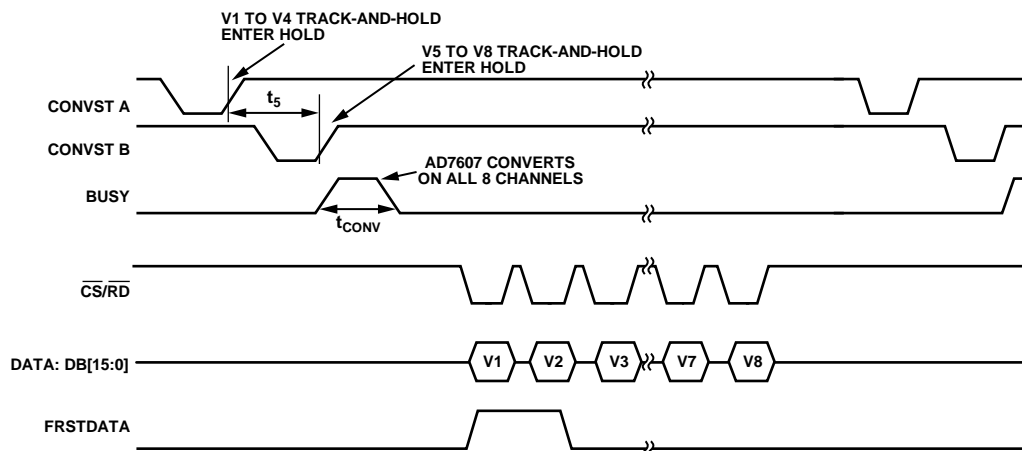 V1 TO V4 TRACK-AND-HOLD
ENTER HOLD
V5 TO V8 TRACK-AND-HOLD
ENTER HOLD
CONVST A
t5
CONVST B
AD7607 CONVERTS
ON ALL 8 CHANNELS
BUSY
tCONV
CS/RD
DATA: DB[15:0]
V1
V2
V3
V7
V8
FRSTDATA